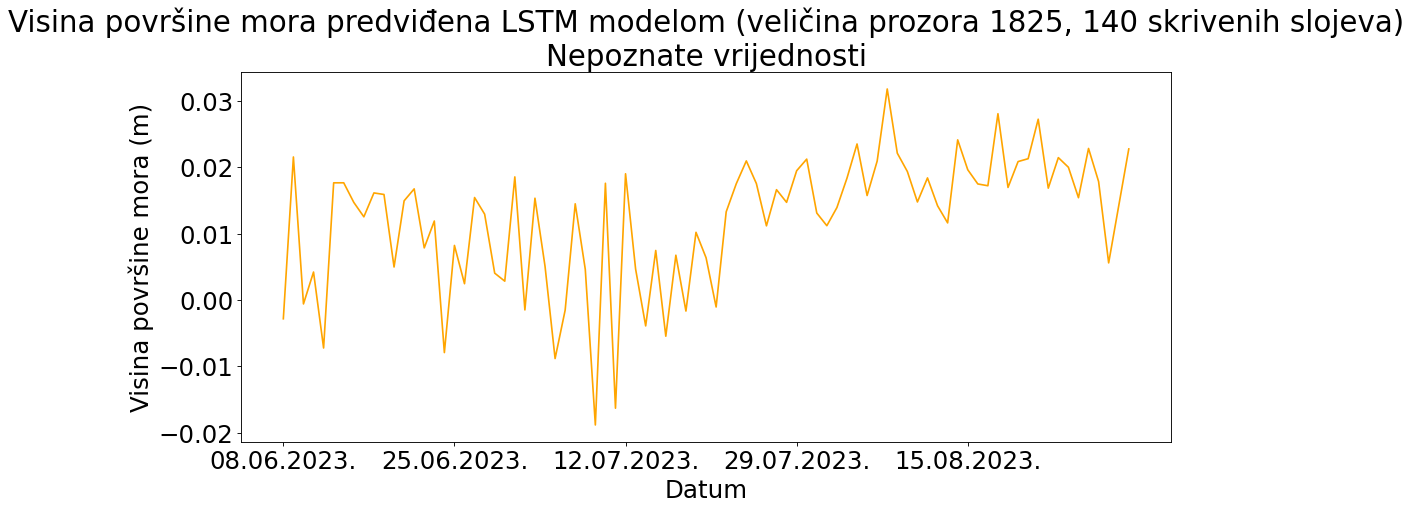 Visina površine mora predviđena LSTM modelom (veličina prozora 1825, 140 skrivenih slojeva)
Nepoznate vrijednosti
Visina površine mora (m)
0.03
0.02
0.01
0.00
−0.01
−0.02
08.06.2023. 25.06.2023. 12.07.2023. 29.07.2023. 15.08.2023.
Datum